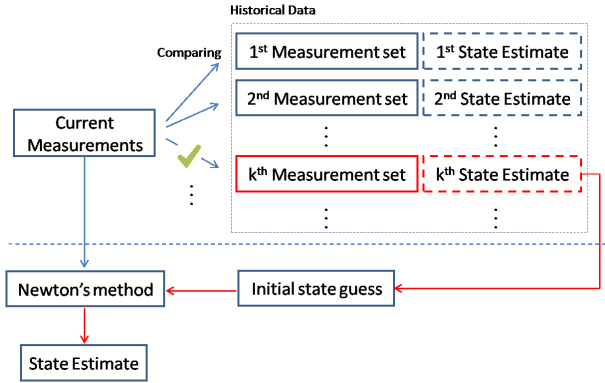 Historical Data
Comparing
1st Measurement set
1st State Estimate
2nd Measurement set
2nd State Estimate
Current
Measurements
kth Measurement set
kth State Estimate
Newton's method
Initial state guess
State Estimate